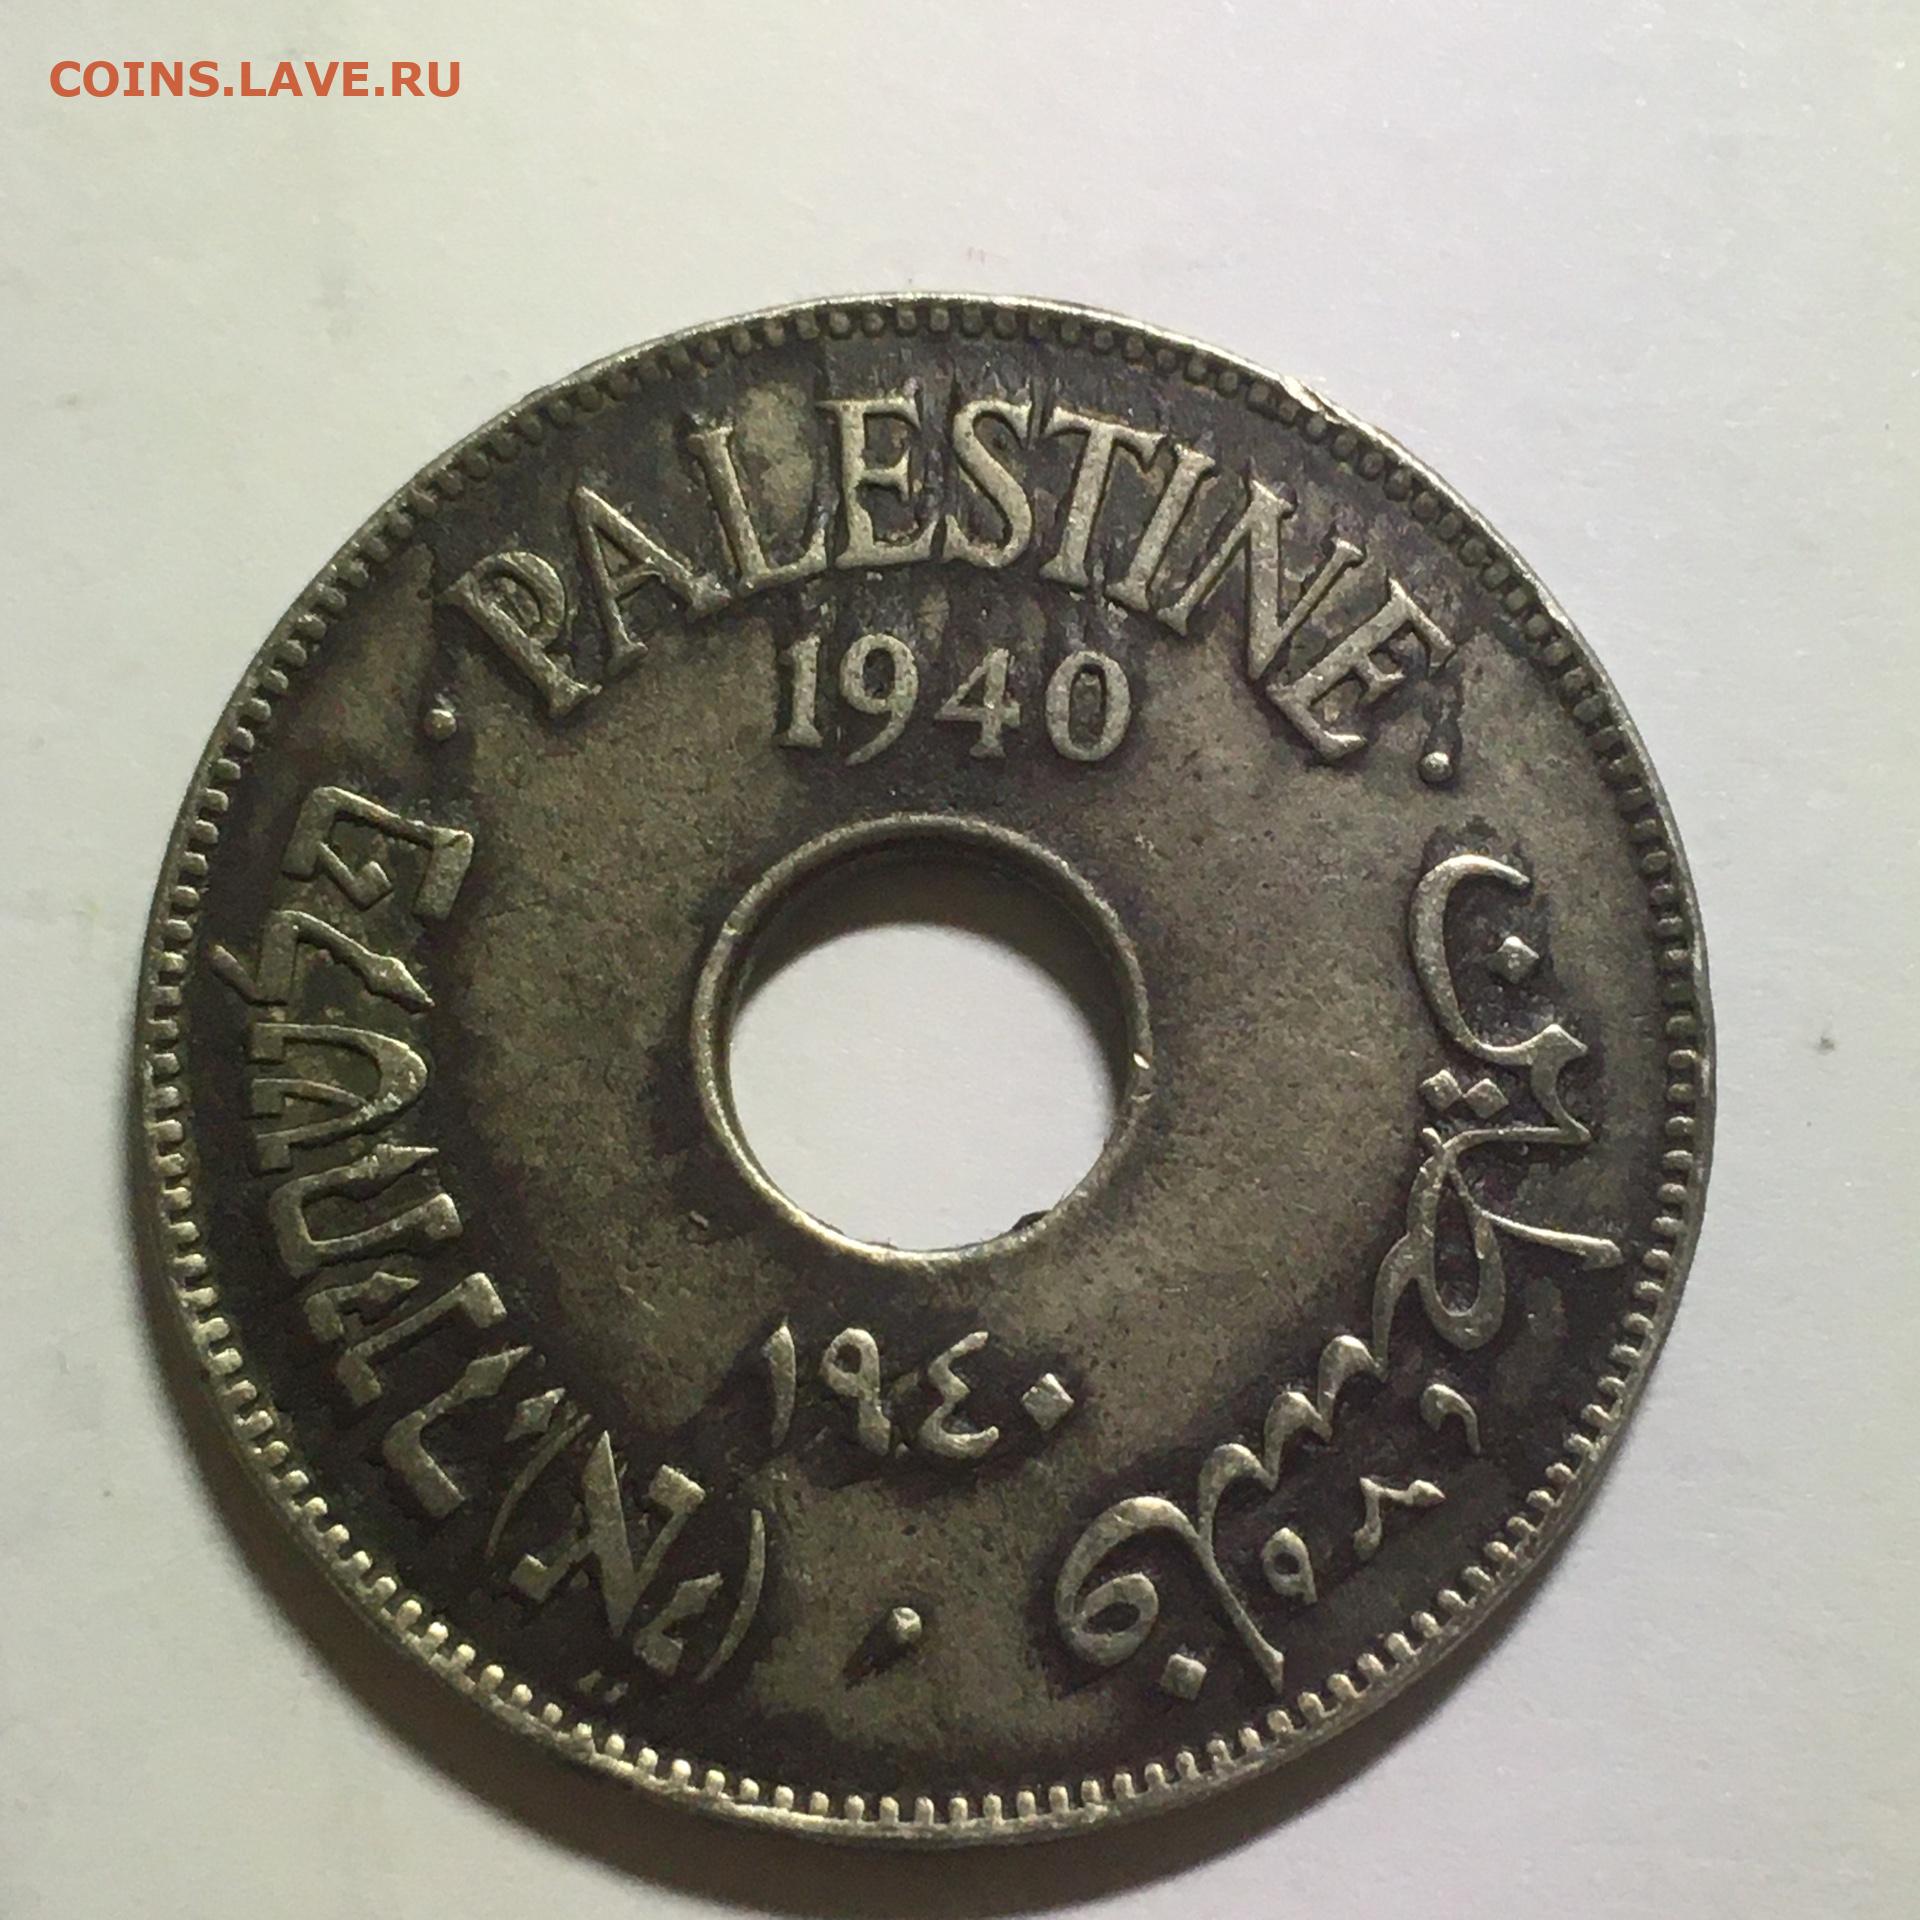 COINS.LAVE.RU
· PALESTINE ·
1940
פלשתינה (א״י)
فلسطين
١٩٤٠